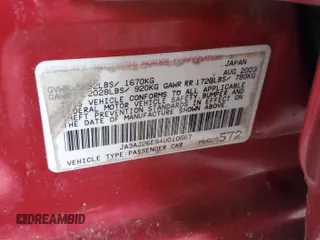 JAPAN
GVWR LBS/ 1670KG AUG 2003
2028LBS/ 920KG GAWR RR 1720LBS/ 780KG
VEHICLE CONFORMS TO ALL APPLICABLE
FEDERAL MOTOR VEHICLE SAFETY, BUMPER AND
THEFT PREVENTION STANDARDS IN EFFECT ON
THE DATE OF MANUFACTURE SHOWN ABOVE.
VEHICLE TYPE: PASSENGER CAR
572
DREAMBID